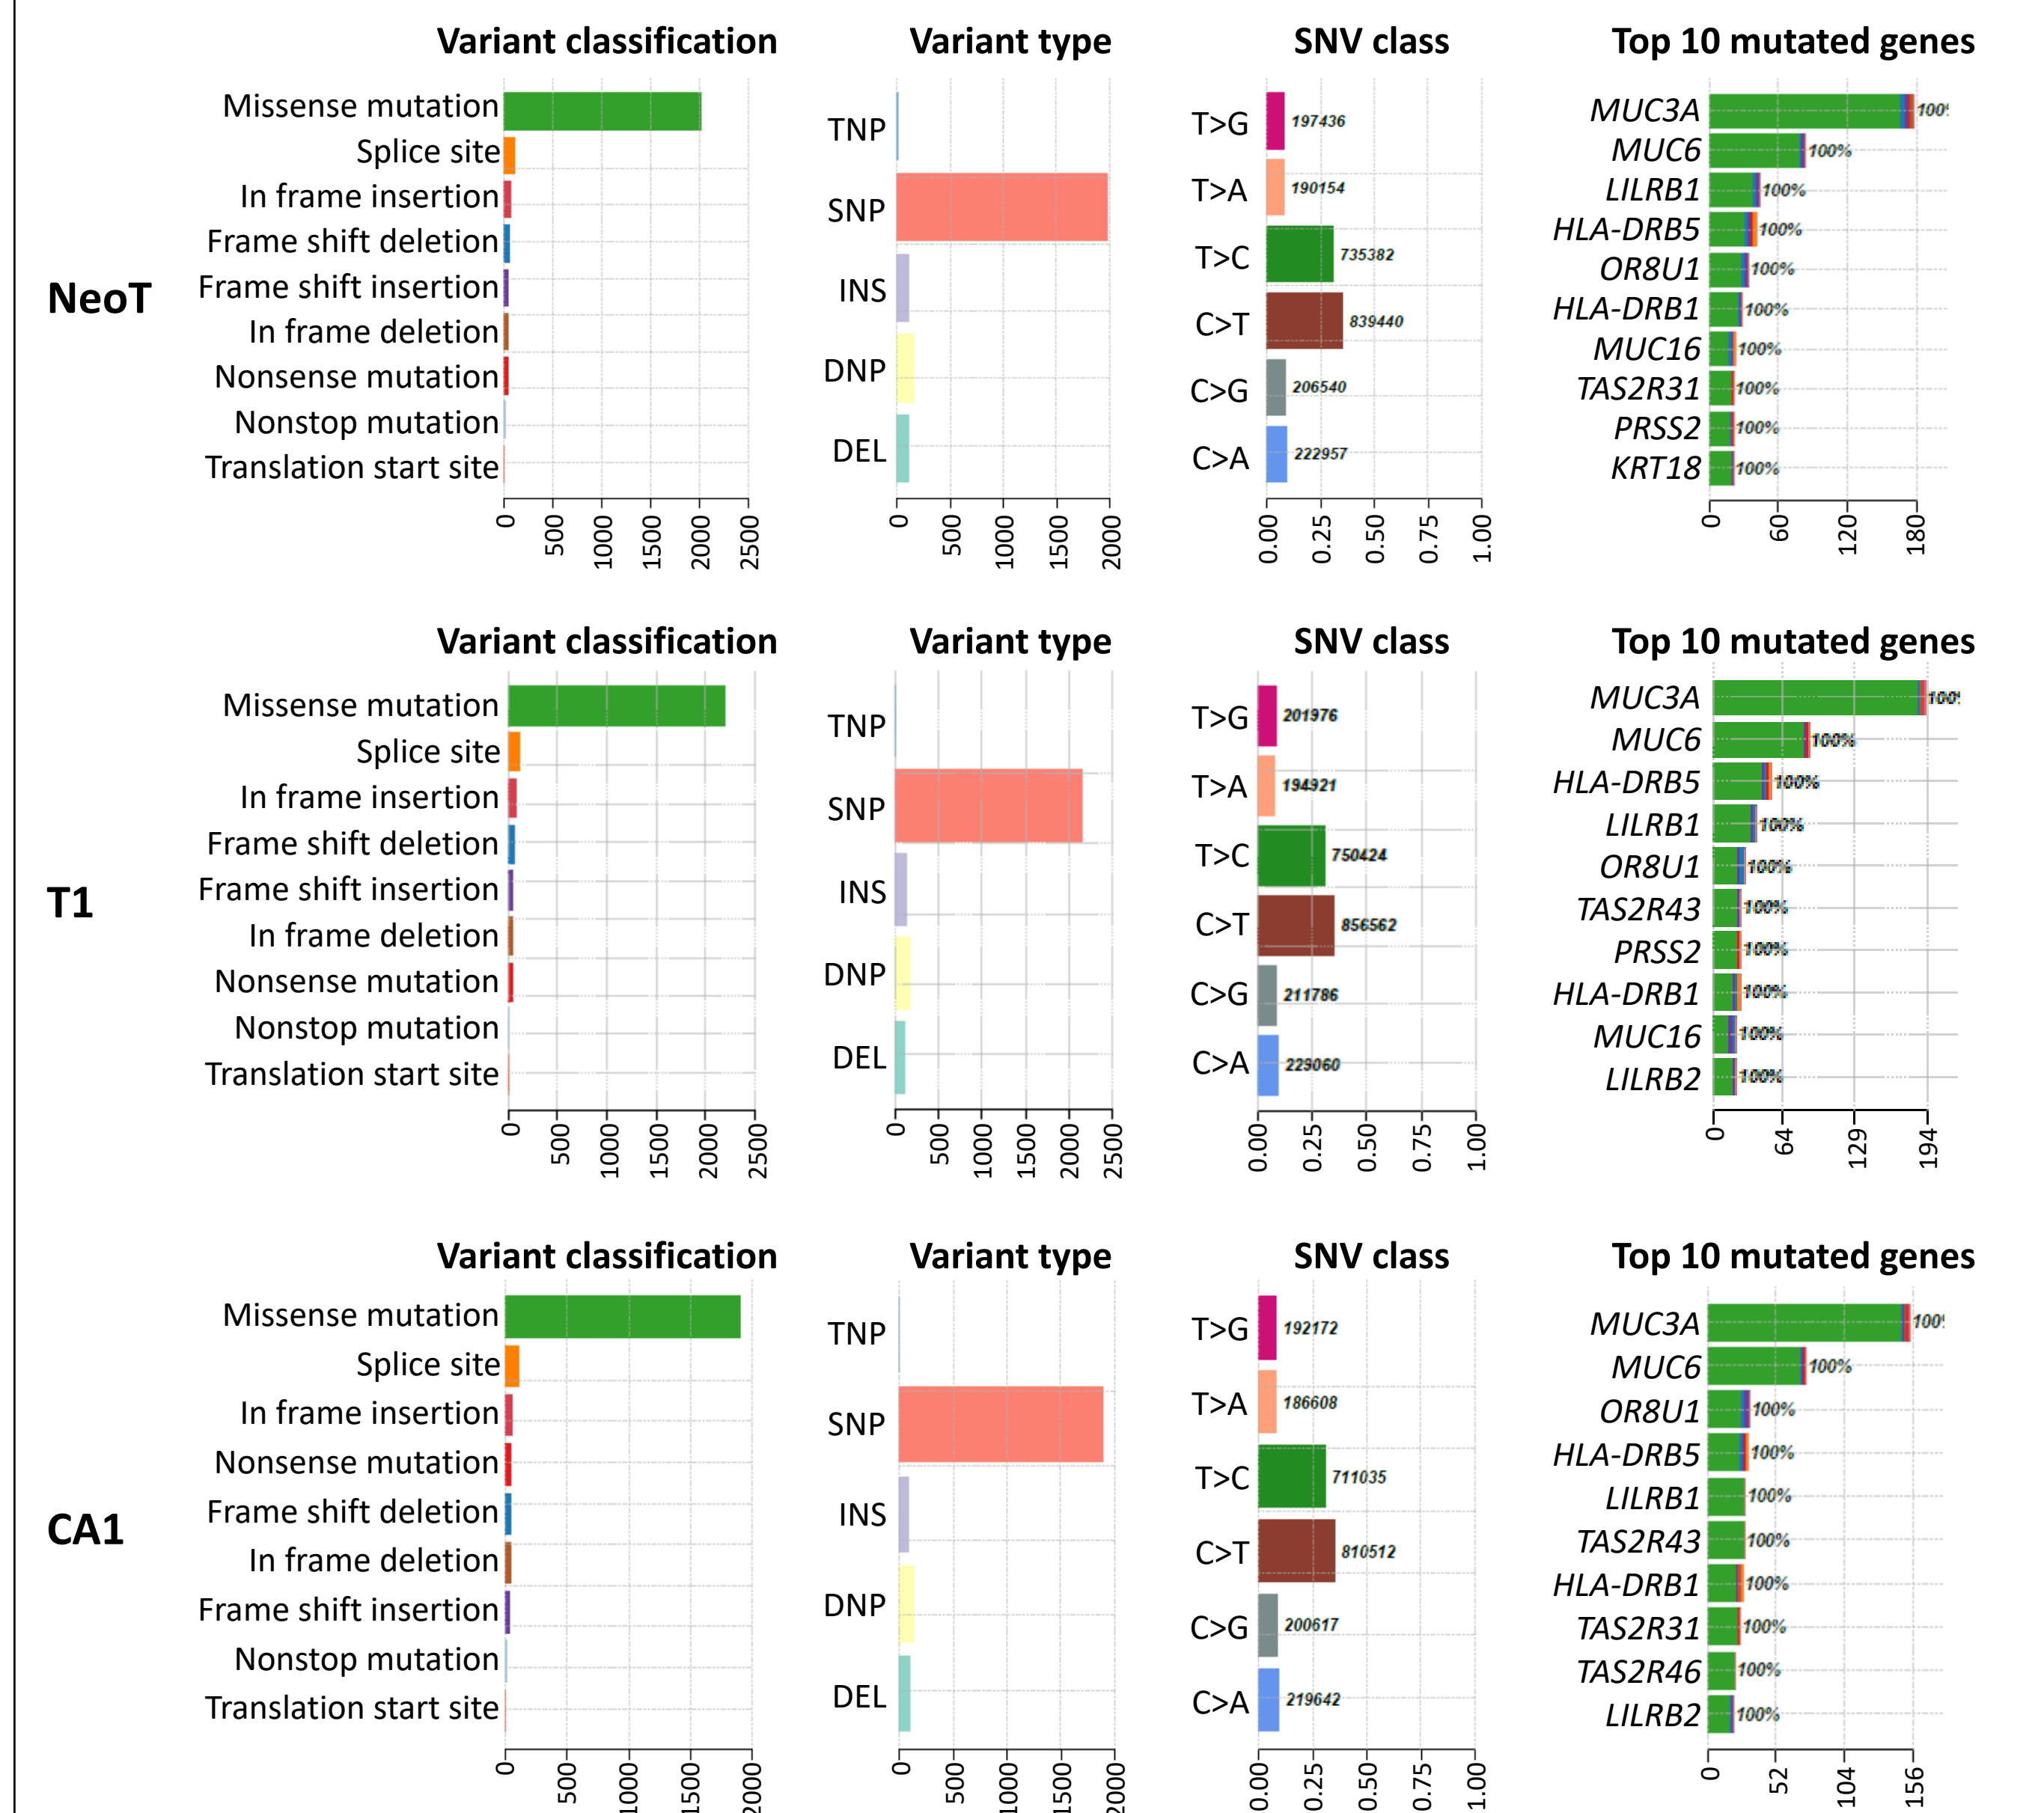 Variant classification
Variant type
SNV class
Top 10 mutated genes
NeoT
Missense mutation
Splice site
In frame insertion
Frame shift deletion
Frame shift insertion
In frame deletion
Nonsense mutation
Nonstop mutation
Translation start site
0 500 1000 1500 2000 2500
TNP
SNP
INS
DNP
DEL
0 500 1000 1500 2000
T>G 197436
T>A 190154
T>C 735382
C>T 839440
C>G 206540
C>A 222957
0.00 0.25 0.50 0.75 1.00
MUC3A 100%
MUC6 100%
LILRB1 100%
HLA-DRB5 100%
OR8U1 100%
HLA-DRB1 100%
MUC16 100%
TAS2R31 100%
PRSS2 100%
KRT18 100%
0 60 120 180
Variant classification
Variant type
SNV class
Top 10 mutated genes
T1
Missense mutation
Splice site
In frame insertion
Frame shift deletion
Frame shift insertion
In frame deletion
Nonsense mutation
Nonstop mutation
Translation start site
0 500 1000 1500 2000 2500
TNP
SNP
INS
DNP
DEL
0 500 1000 1500 2000 2500
T>G 201976
T>A 194921
T>C 750424
C>T 856562
C>G 211786
C>A 229060
0.00 0.25 0.50 0.75 1.00
MUC3A 100%
MUC6 100%
HLA-DRB5 100%
LILRB1 100%
OR8U1 100%
TAS2R43 100%
PRSS2 100%
HLA-DRB1 100%
MUC16 100%
LILRB2 100%
0 64 129 194
Variant classification
Variant type
SNV class
Top 10 mutated genes
CA1
Missense mutation
Splice site
In frame insertion
Nonsense mutation
Frame shift deletion
In frame deletion
Frame shift insertion
Nonstop mutation
Translation start site
0 500 1000 1500 2000
TNP
SNP
INS
DNP
DEL
0 500 1000 1500 2000
T>G 192172
T>A 186608
T>C 711035
C>T 810512
C>G 200617
C>A 219642
0.00 0.25 0.50 0.75 1.00
MUC3A 100%
MUC6 100%
OR8U1 100%
HLA-DRB5 100%
LILRB1 100%
TAS2R43 100%
HLA-DRB1 100%
TAS2R31 100%
TAS2R46 100%
LILRB2 100%
0 52 104 156